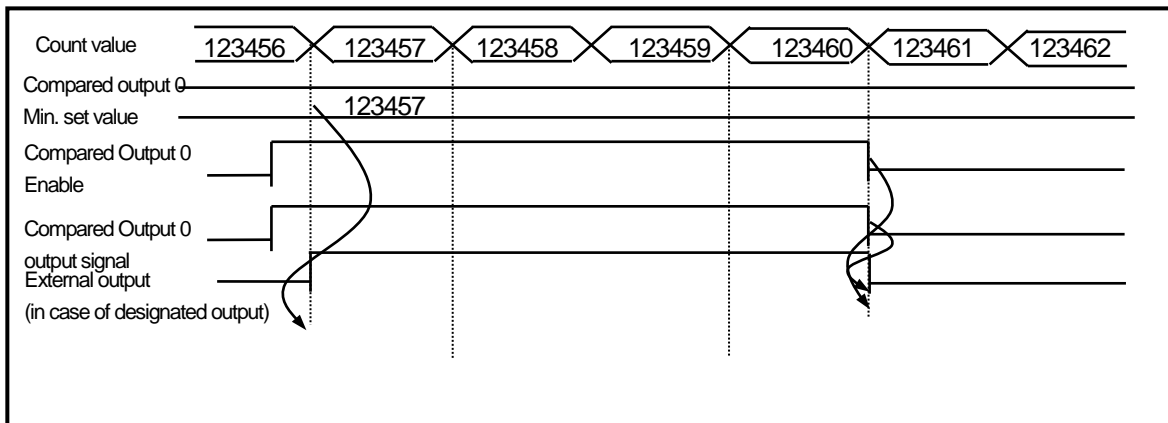 Count value 123456 123457 123458 123459 123460 123461 123462
Compared output 0
Min. set value 123457
Compared Output 0
Enable
Compared Output 0
output signal
External output
(in case of designated output)